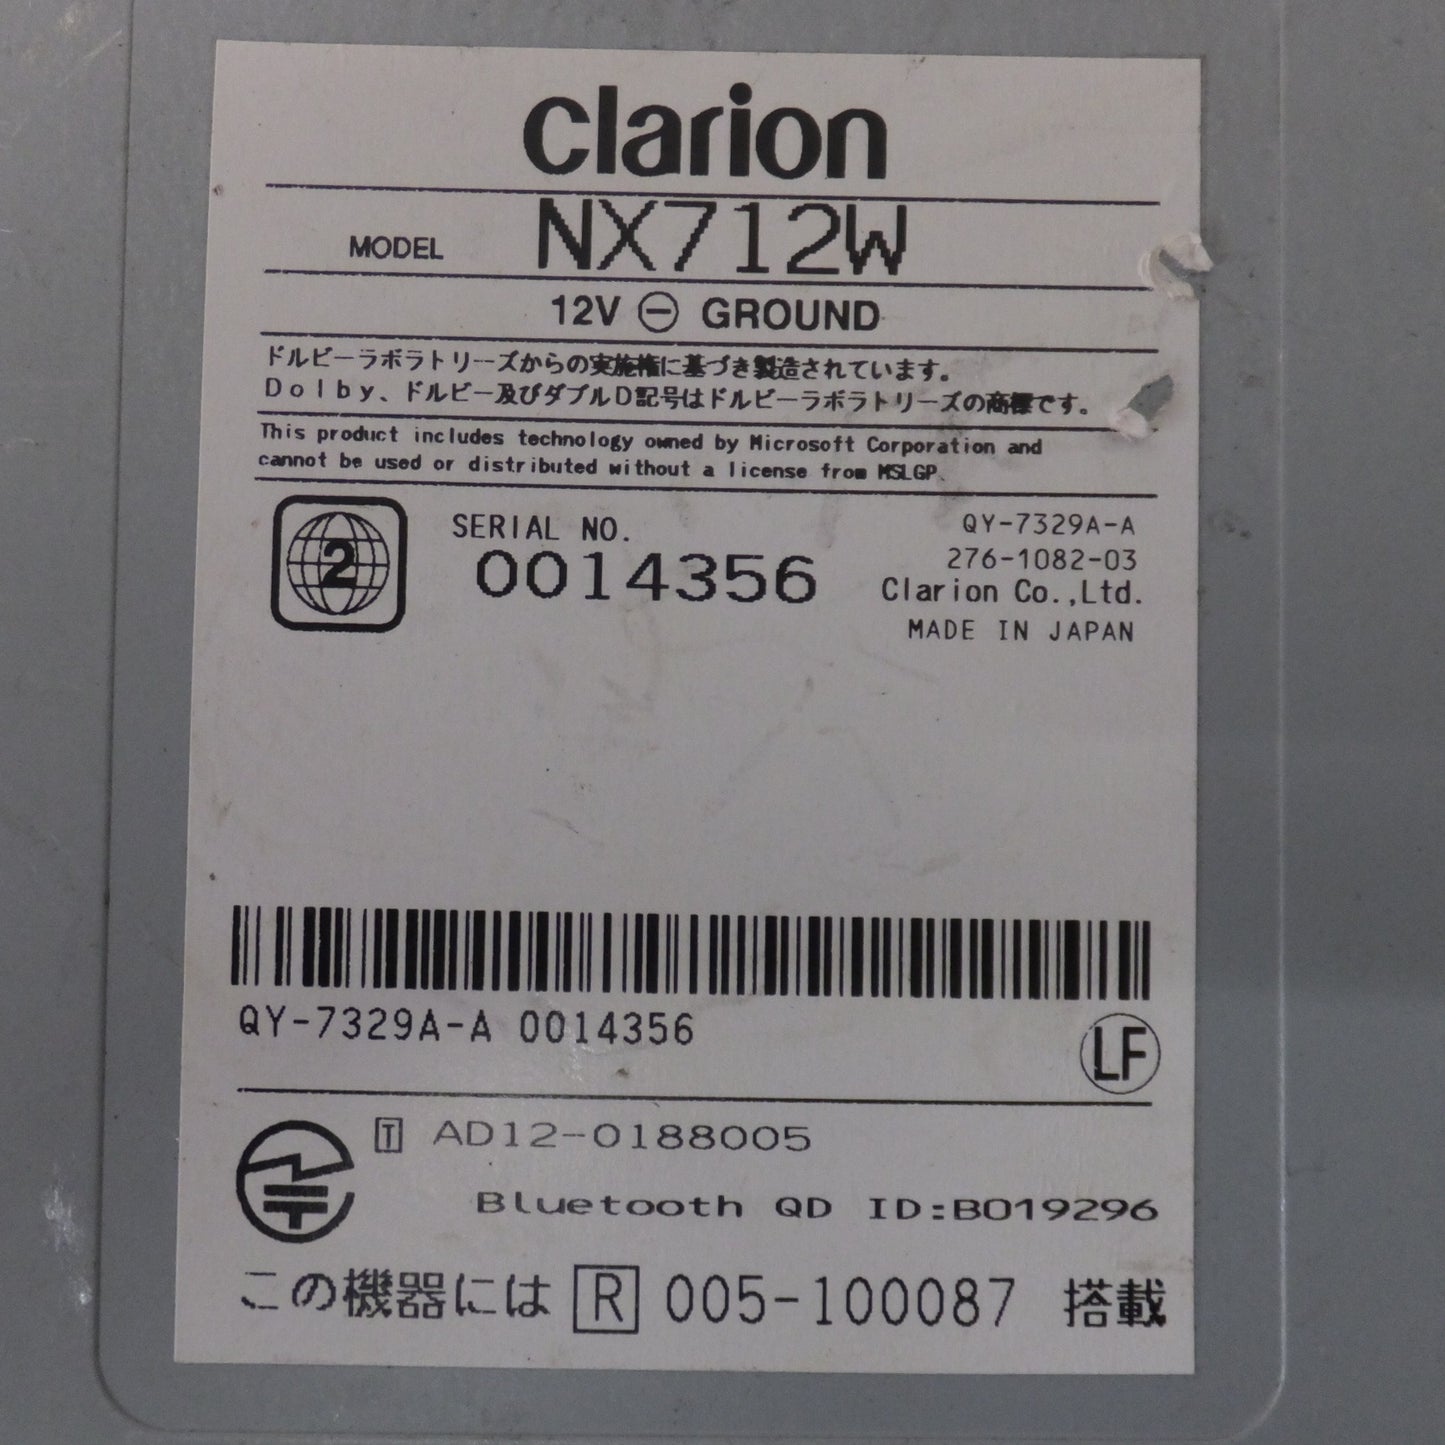 clarion
MODEL NX712W
12V ⊖ GROUND
ドルビーラボラトリーズからの実施権に基づき製造されています。
Dolby、ドルビー及びダブルD記号はドルビーラボラトリーズの商標です。
This product includes technology owned by Microsoft Corporation and
cannot be used or distributed without a license from MSLGP.
2
SERIAL NO.
0014356
QY-7329A-A
276-1082-03
Clarion Co.,Ltd.
MADE IN JAPAN
QY-7329A-A 0014356
LF
T AD12-0188005
Bluetooth QD ID:B019296
この機器には R 005-100087 搭載